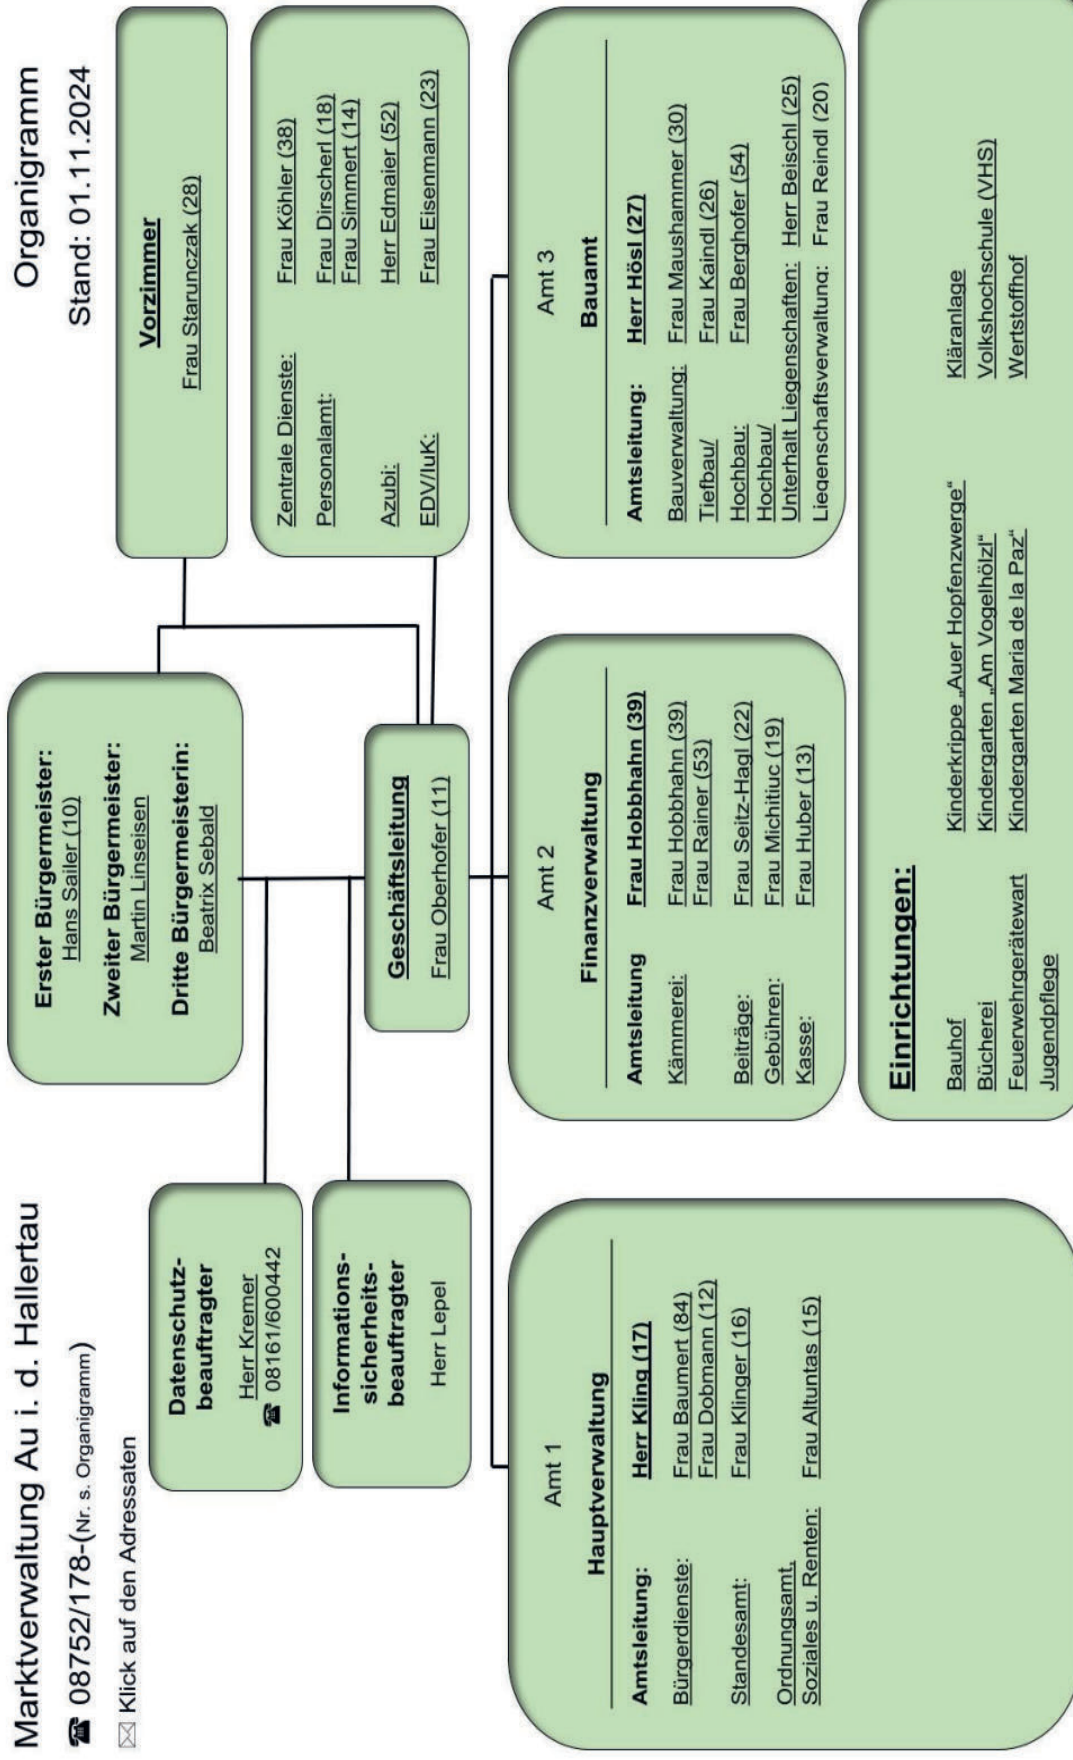 Marktverwaltung Au i. d. Hallertau
Organigramm
☎ 08752/178-(Nr. s. Organigramm)
Stand: 01.11.2024
✉ Klick auf den Adressaten
Erster Bürgermeister:
Hans Sailer (10)
Zweiter Bürgermeister:
Martin Linseisen
Dritte Bürgermeisterin:
Beatrix Sebald
Vorzimmer
Frau Starunczak (28)
Datenschutz-
beauftragter
Herr Kremer
☎ 08161/600442
Informations-
sicherheits-
beauftragter
Herr Lepel
Geschäftsleitung
Frau Oberhofer (11)
Zentrale Dienste: Frau Köhler (38)
Personalamt: Frau Dirscherl (18)
Frau Simmert (14)
Azubi: Herr Edmaier (52)
EDV/IuK: Frau Eisenmann (23)
Amt 1
Hauptverwaltung
Amtsleitung: Herr Kling (17)
Bürgerdienste: Frau Baumert (84)
Frau Dobmann (12)
Standesamt: Frau Klinger (16)
Ordnungsamt,
Soziales u. Renten: Frau Altuntas (15)
Amt 2
Finanzverwaltung
Amtsleitung Frau Hobbhahn (39)
Kämmerei: Frau Hobbhahn (39)
Frau Rainer (53)
Beiträge: Frau Seitz-Hagl (22)
Gebühren: Frau Michitiuc (19)
Kasse: Frau Huber (13)
Amt 3
Bauamt
Amtsleitung: Herr Hösl (27)
Bauverwaltung: Frau Maushammer (30)
Tiefbau/ Frau Kaindl (26)
Hochbau: Frau Berghofer (54)
Hochbau/
Unterhalt Liegenschaften: Herr Beischl (25)
Liegenschaftsverwaltung: Frau Reindl (20)
Einrichtungen:
Bauhof Kinderkrippe „Auer Hopfenzwerge“ Kläranlage
Bücherei Kindergarten „Am Vogelhölzl“ Volkshochschule (VHS)
Feuerwehrgerätewart Kindergarten Maria de la Paz“ Wertstoffhof
Jugendpflege